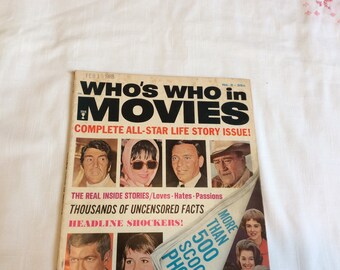 WHO'S WHO in
MOVIES
COMPLETE ALL-STAR LIFE STORY ISSUE!
THE REAL INSIDE STORIES/Loves - Hates - Passions
THOUSANDS OF UNCENSORED FACTS
HEADLINE SHOCKERS!
MORE
THAN
500